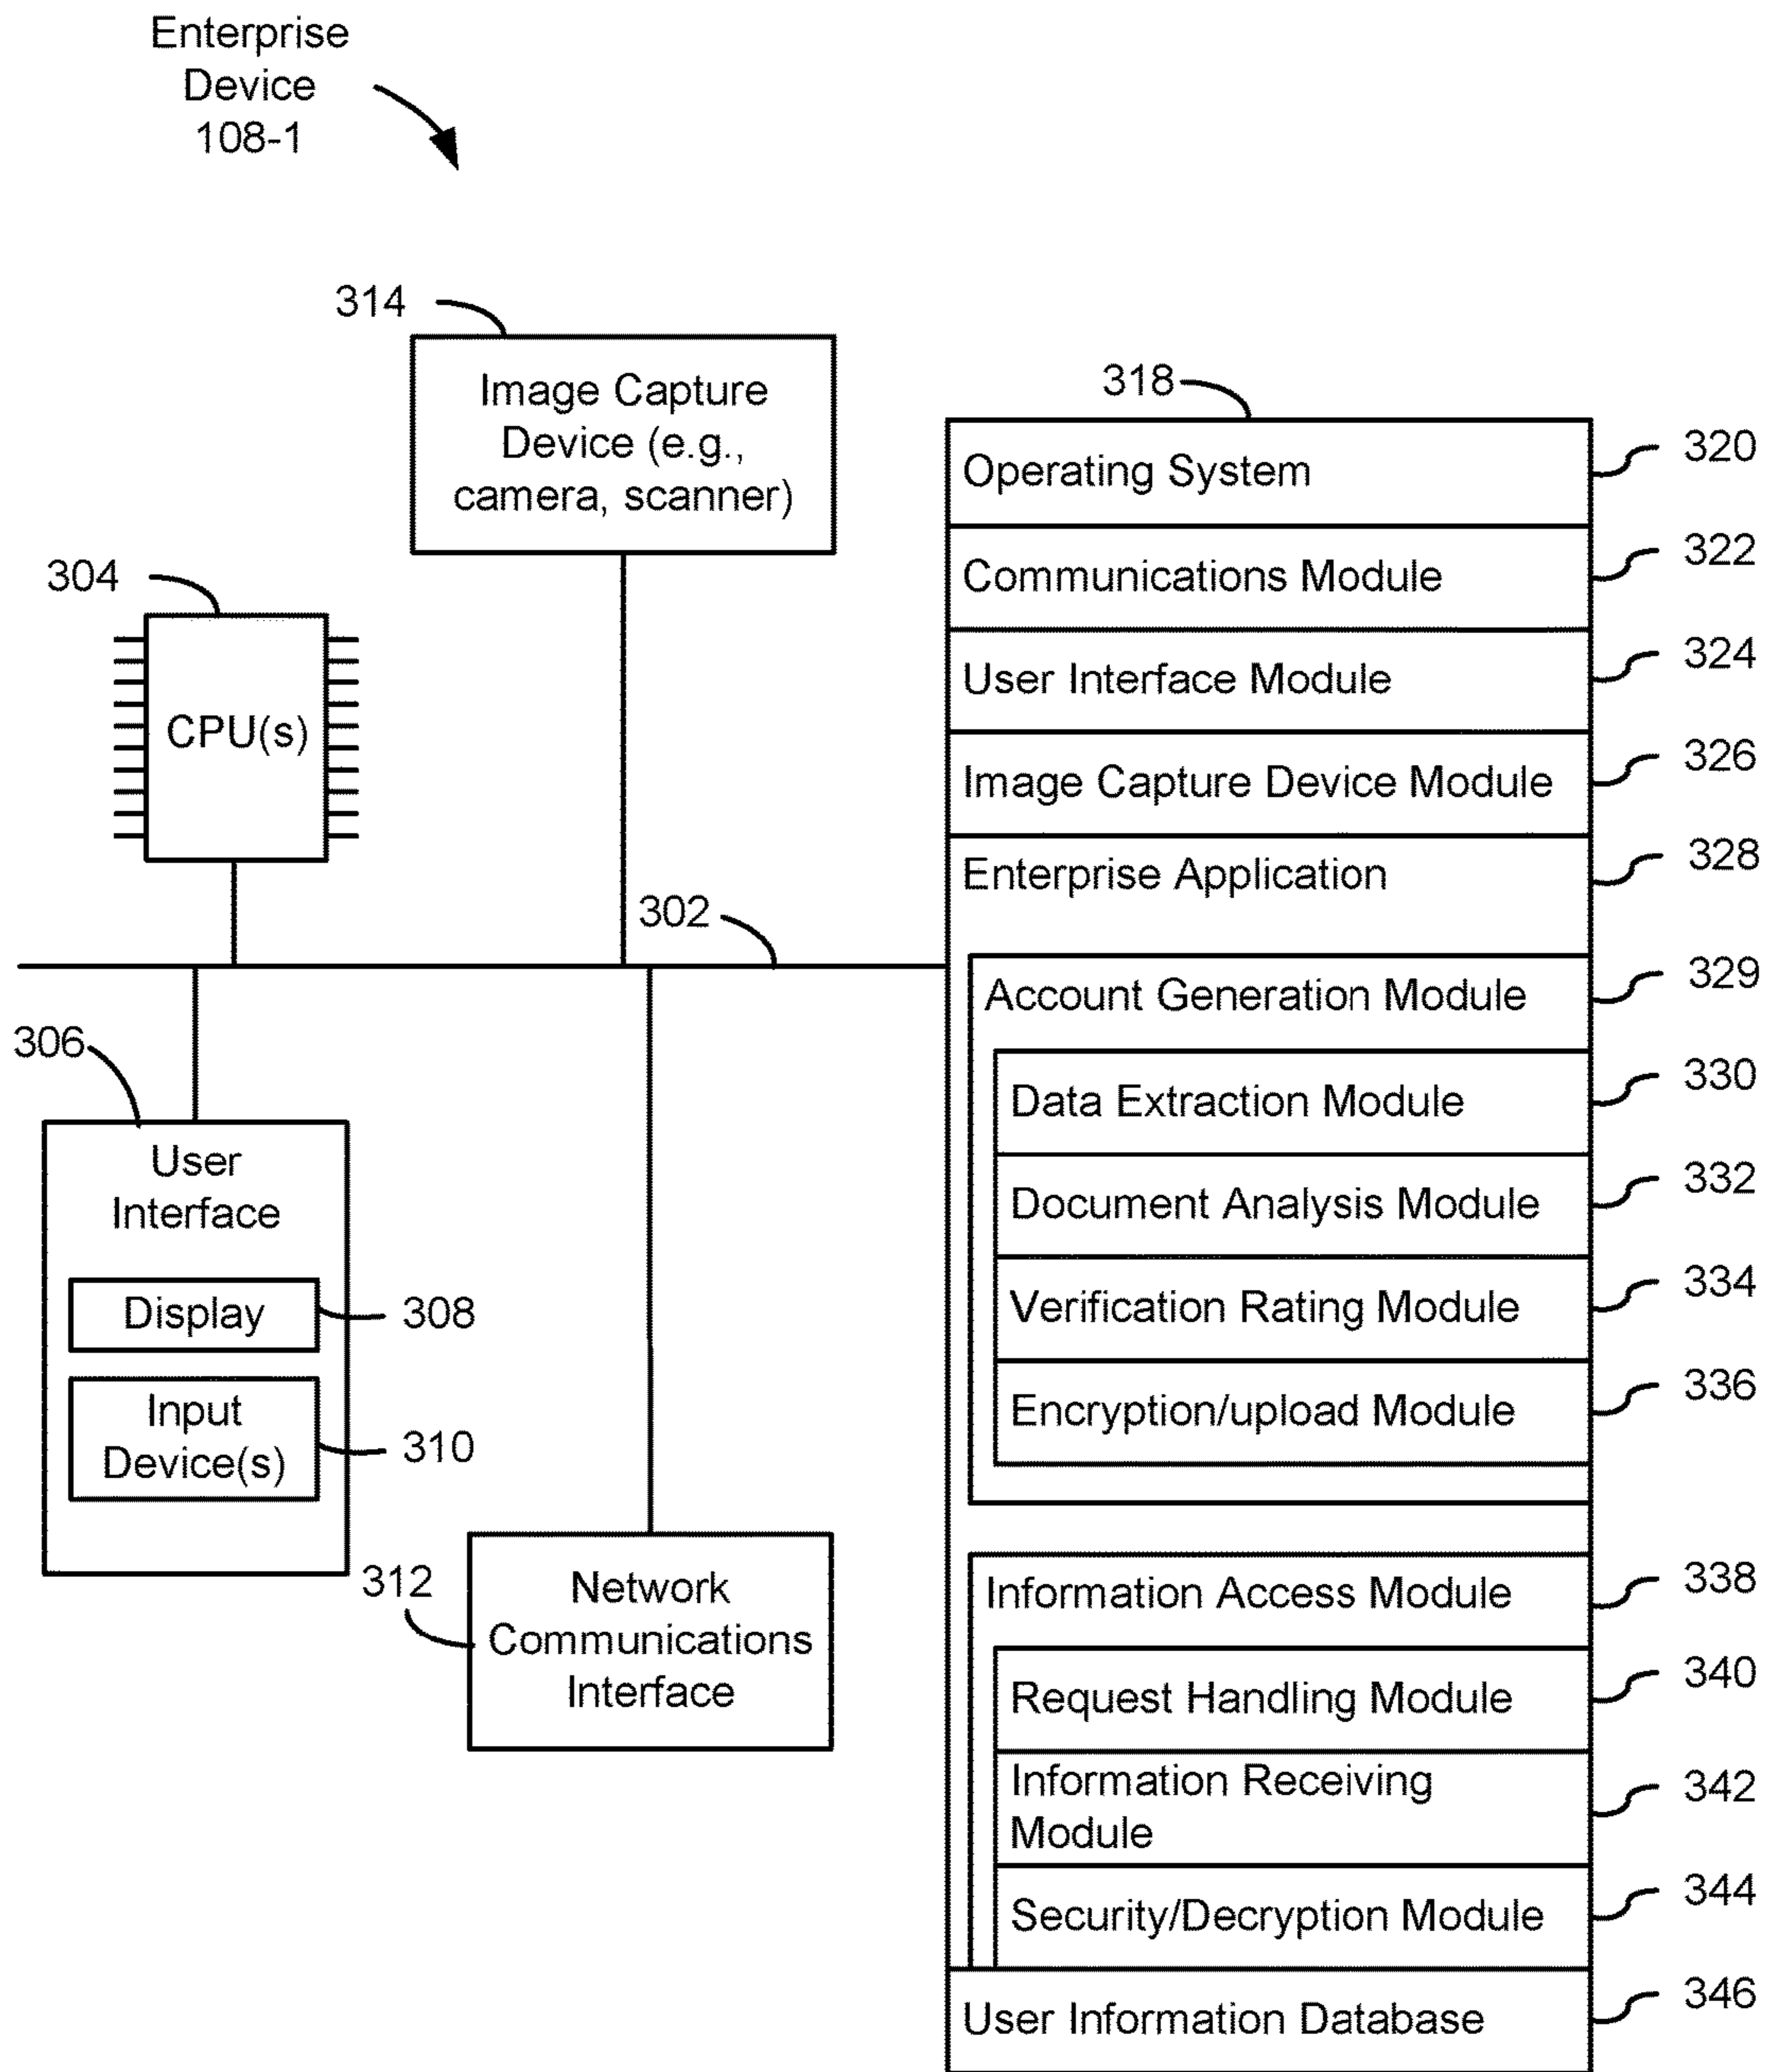 Enterprise
Device
108-1
314
Image Capture
Device (e.g.,
camera, scanner)
304
CPU(s)
302
306
User
Interface
Display
308
Input
Device(s)
310
312
Network
Communications
Interface
318
Operating System
320
Communications Module
322
User Interface Module
324
Image Capture Device Module
326
Enterprise Application
328
Account Generation Module
329
Data Extraction Module
330
Document Analysis Module
332
Verification Rating Module
334
Encryption/upload Module
336
Information Access Module
338
Request Handling Module
340
Information Receiving
Module
342
Security/Decryption Module
344
User Information Database
346